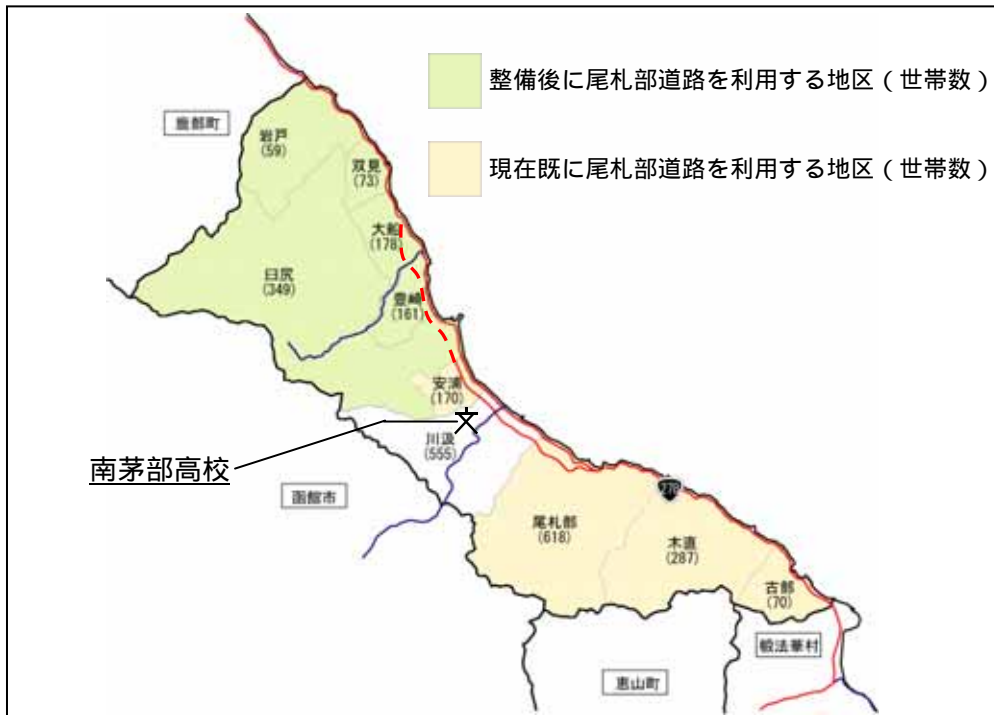 整備後に尾札部道路を利用する地区（世帯数）
現在既に尾札部道路を利用する地区（世帯数）
鹿部町
岩戸
(59)
双見
(73)
大船
(178)
臼尻
(349)
豊崎
(161)
安浦
(170)
川汲
(555)
南茅部高校
函館市
尾札部
(618)
278
木直
(287)
古部
(70)
椴法華村
恵山町